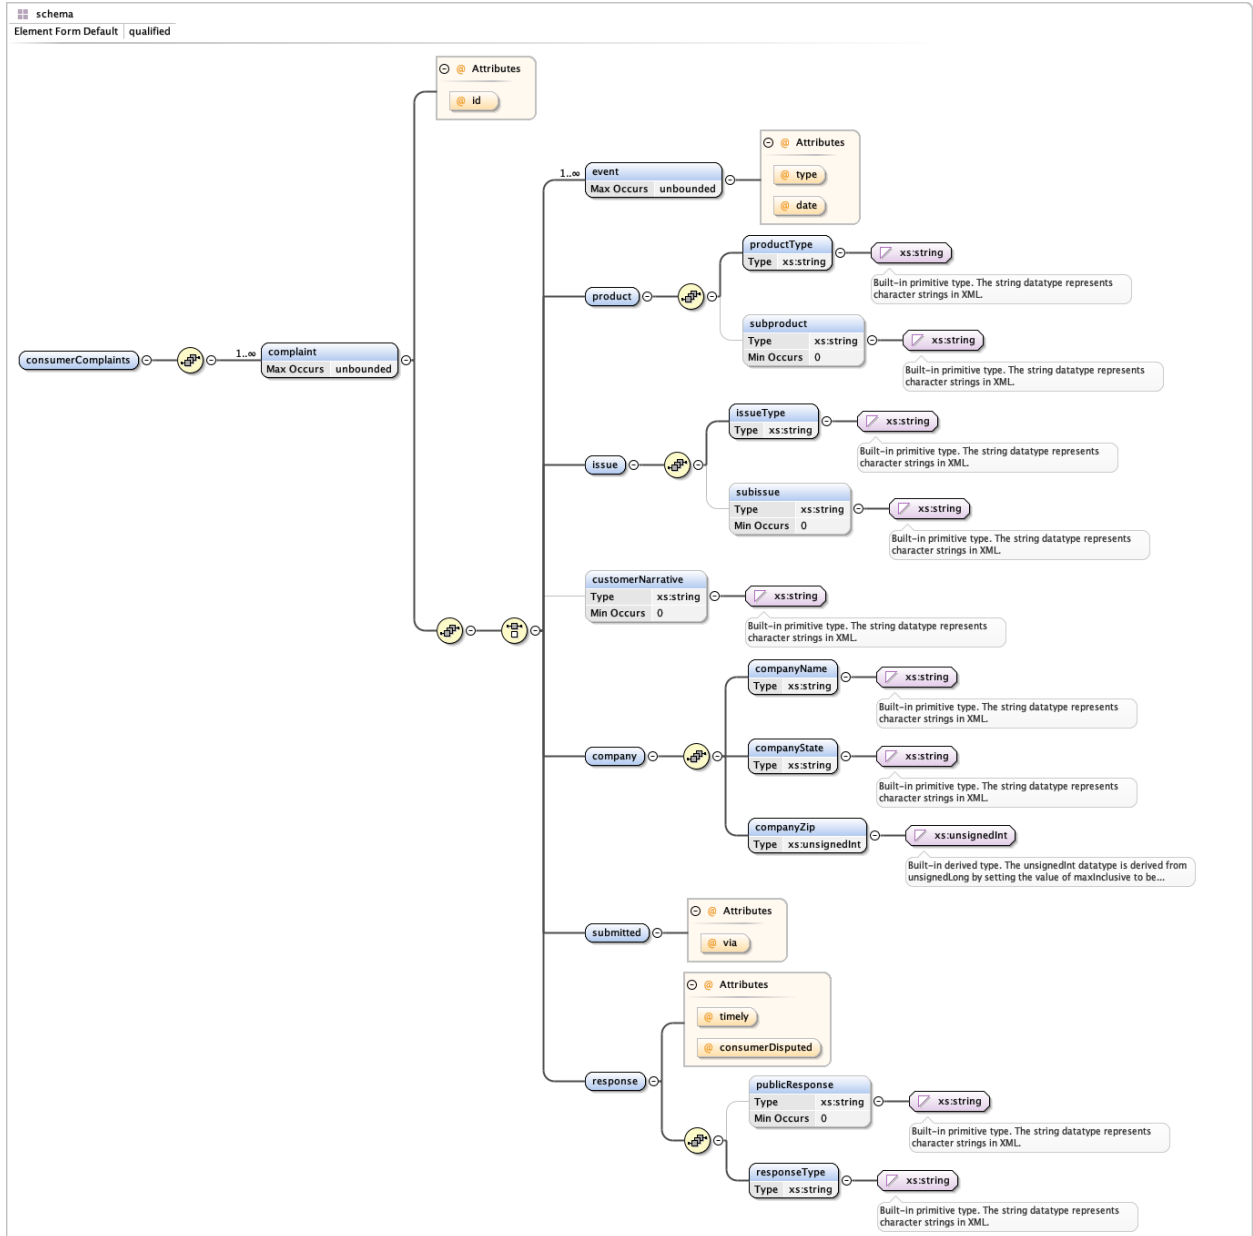 schema
Element Form Default qualified
@ Attributes
@ id
1..∞
event
Max Occurs unbounded
@ Attributes
@ type
@ date
product
productType
Type xs:string
xs:string
Built-in primitive type. The string datatype represents
character strings in XML.
subproduct
Type xs:string
Min Occurs 0
xs:string
Built-in primitive type. The string datatype represents
character strings in XML.
consumerComplaints
1..∞
complaint
Max Occurs unbounded
issue
issueType
Type xs:string
xs:string
Built-in primitive type. The string datatype represents
character strings in XML.
subissue
Type xs:string
Min Occurs 0
xs:string
Built-in primitive type. The string datatype represents
character strings in XML.
customerNarrative
Type xs:string
Min Occurs 0
xs:string
Built-in primitive type. The string datatype represents
character strings in XML.
company
companyName
Type xs:string
xs:string
Built-in primitive type. The string datatype represents
character strings in XML.
companyState
Type xs:string
xs:string
Built-in primitive type. The string datatype represents
character strings in XML.
companyZip
Type xs:unsignedInt
xs:unsignedInt
Built-in derived type. The unsignedInt datatype is derived from
unsignedLong by setting the value of maxInclusive to be...
submitted
@ Attributes
@ via
response
@ Attributes
@ timely
@ consumerDisputed
publicResponse
Type xs:string
Min Occurs 0
xs:string
Built-in primitive type. The string datatype represents
character strings in XML.
responseType
Type xs:string
xs:string
Built-in primitive type. The string datatype represents
character strings in XML.